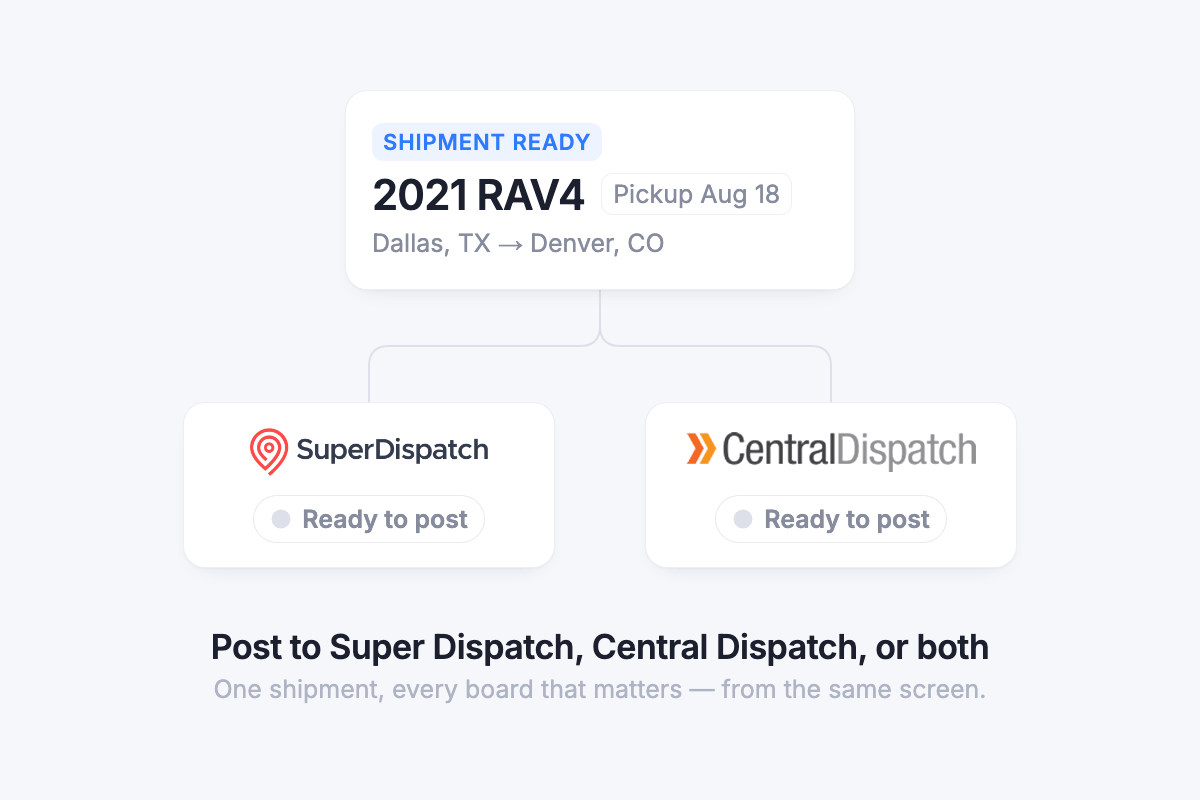 SHIPMENT READY
2021 RAV4 Pickup Aug 18
Dallas, TX → Denver, CO
SuperDispatch
Ready to post
CentralDispatch
Ready to post
Post to Super Dispatch, Central Dispatch, or both
One shipment, every board that matters — from the same screen.